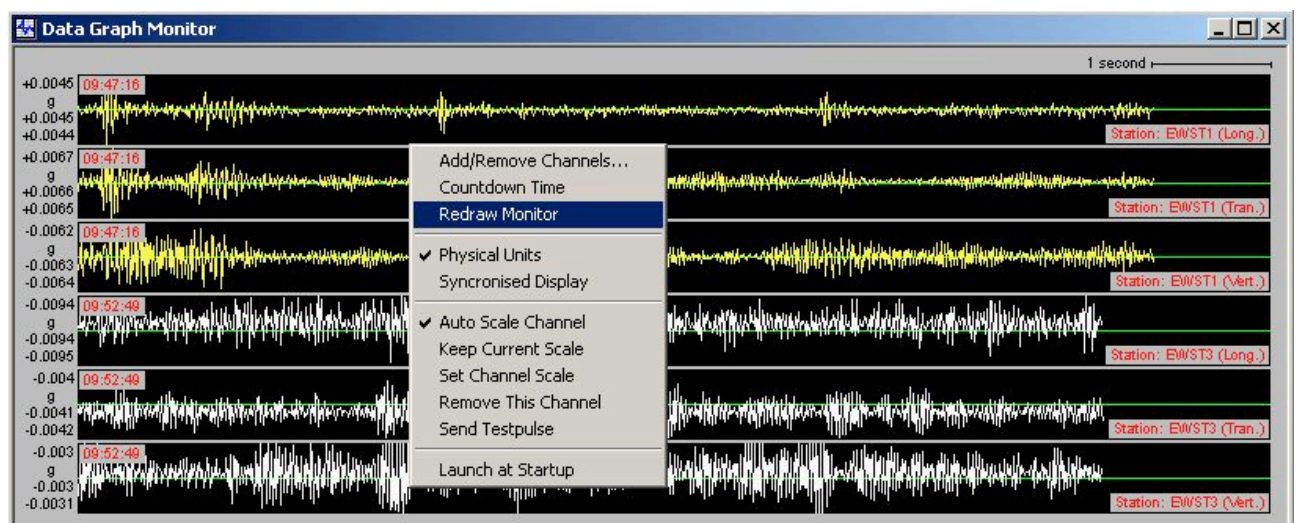 Data Graph Monitor
1 second
+0.0046 09:47:16
g
+0.0045
+0.0044
Station: EWST1 (Long.)
+0.0067 09:47:16
g
+0.0066
+0.0065
Station: EWST1 (Tran.)
-0.0062 09:47:16
g
-0.0063
-0.0064
Station: EWST1 (Vert.)
-0.0094 09:52:49
g
-0.0094
-0.0095
Station: EWST3 (Long.)
-0.004 09:52:49
g
-0.0041
-0.0042
Station: EWST3 (Tran.)
-0.003 09:52:49
g
-0.003
-0.0031
Station: EWST3 (Vert.)
Add/Remove Channels...
Countdown Time
Redraw Monitor
Physical Units
Syncronised Display
Auto Scale Channel
Keep Current Scale
Set Channel Scale
Remove This Channel
Send Testpulse
Launch at Startup